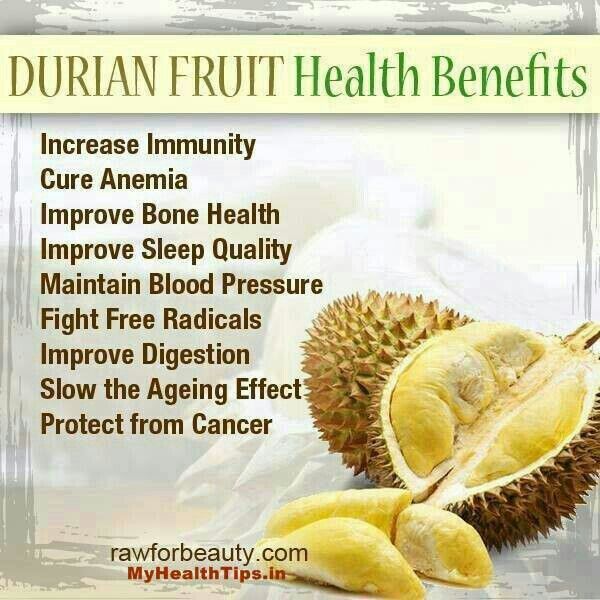 DURIAN FRUIT Health Benefits
Increase Immunity
Cure Anemia
Improve Bone Health
Improve Sleep Quality
Maintain Blood Pressure
Fight Free Radicals
Improve Digestion
Slow the Ageing Effect
Protect from Cancer
rawforbeauty.com
MyHealthTips.in